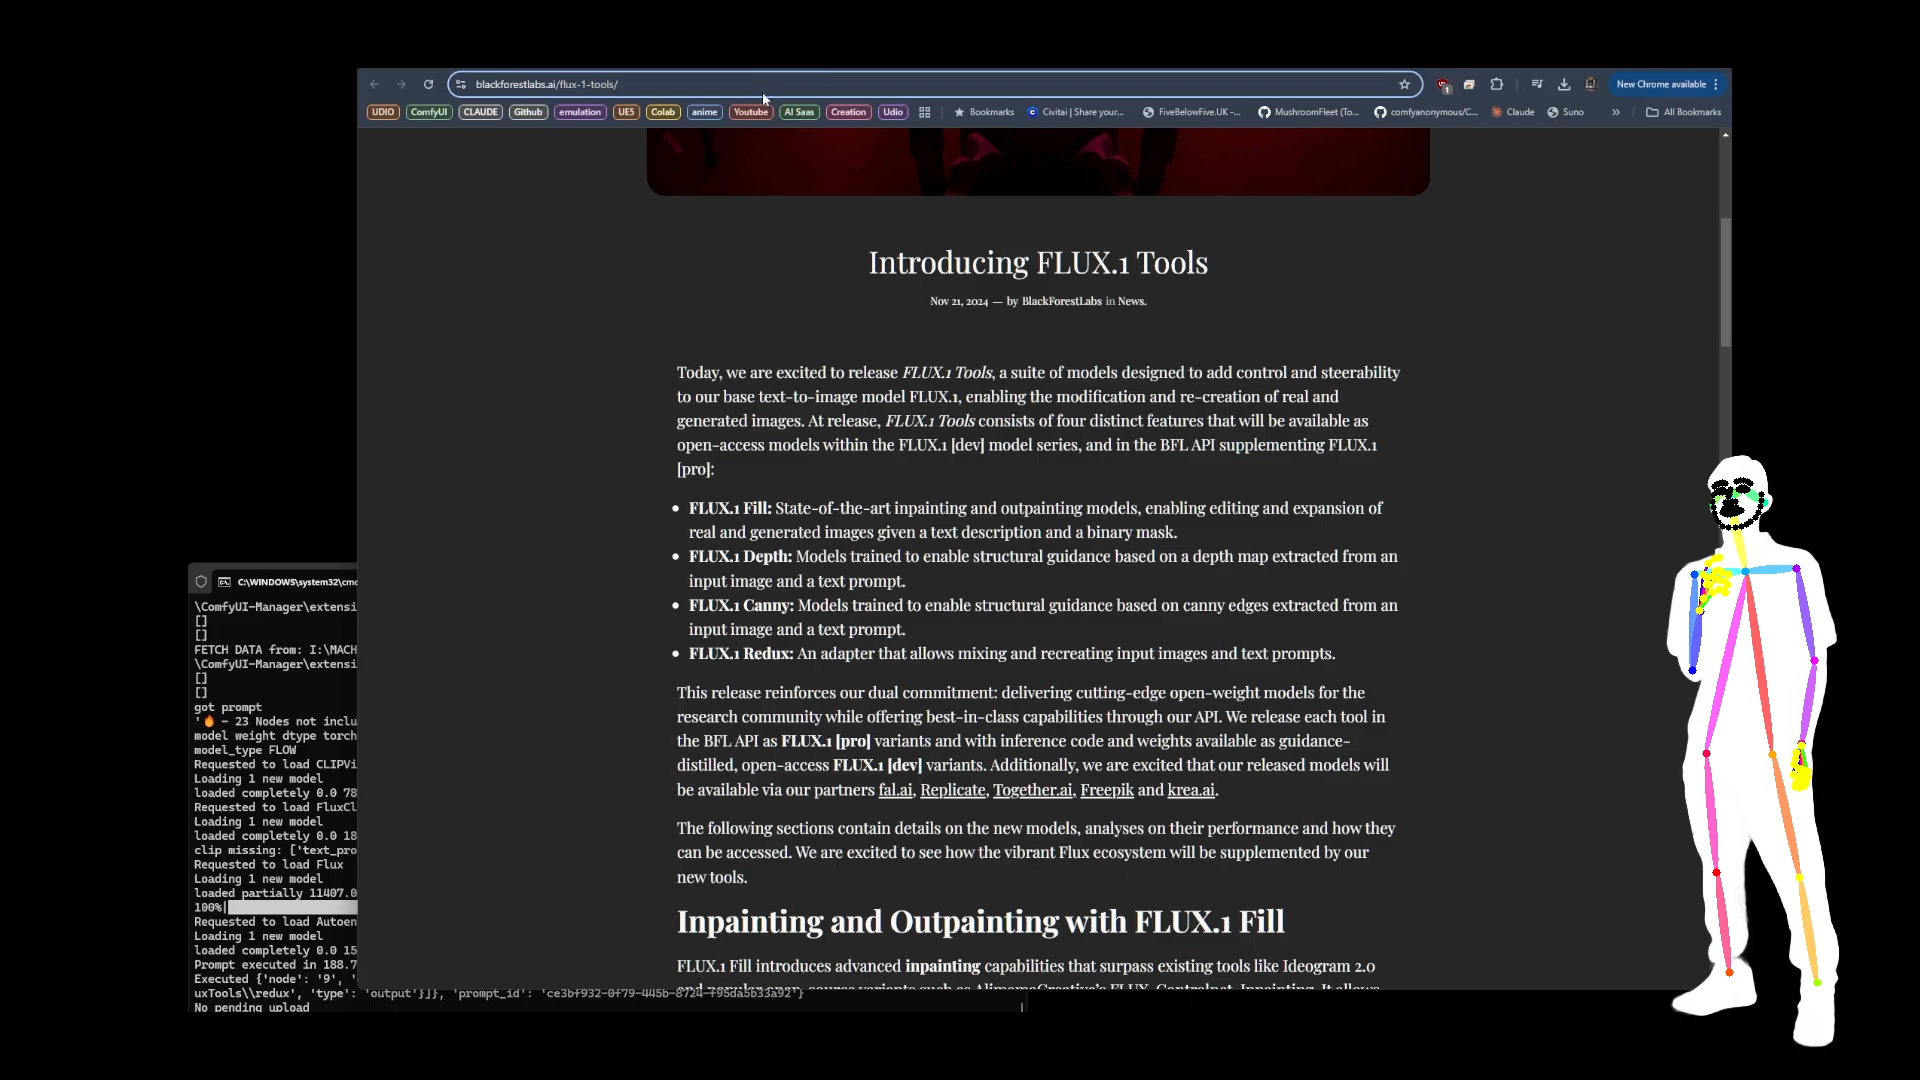 blackforestlabs.ai/flux-1-tools/
New Chrome available
UDIO ComfyUI CLAUDE Github emulation UE5 Colab anime Youtube AI Saas Creation Udio Bookmarks Civitai | Share your... FiveBelowFive.UK -... MushroomFleet (To... comfyanonymous/C... Claude Suno » All Bookmarks
Introducing FLUX.1 Tools
Nov 21, 2024 — by BlackForestLabs in News.
Today, we are excited to release FLUX.1 Tools, a suite of models designed to add control and steerability
to our base text-to-image model FLUX.1, enabling the modification and re-creation of real and
generated images. At release, FLUX.1 Tools consists of four distinct features that will be available as
open-access models within the FLUX.1 [dev] model series, and in the BFL API supplementing FLUX.1
[pro]:
• FLUX.1 Fill: State-of-the-art inpainting and outpainting models, enabling editing and expansion of
real and generated images given a text description and a binary mask.
• FLUX.1 Depth: Models trained to enable structural guidance based on a depth map extracted from an
input image and a text prompt.
• FLUX.1 Canny: Models trained to enable structural guidance based on canny edges extracted from an
input image and a text prompt.
• FLUX.1 Redux: An adapter that allows mixing and recreating input images and text prompts.
This release reinforces our dual commitment: delivering cutting-edge open-weight models for the
research community while offering best-in-class capabilities through our API. We release each tool in
the BFL API as FLUX.1 [pro] variants and with inference code and weights available as guidance-
distilled, open-access FLUX.1 [dev] variants. Additionally, we are excited that our released models will
be available via our partners fal.ai, Replicate, Together.ai, Freepik and krea.ai.
The following sections contain details on the new models, analyses on their performance and how they
can be accessed. We are excited to see how the vibrant Flux ecosystem will be supplemented by our
new tools.
Inpainting and Outpainting with FLUX.1 Fill
FLUX.1 Fill introduces advanced inpainting capabilities that surpass existing tools like Ideogram 2.0
C:\WINDOWS\system32\cmd
\ComfyUI-Manager\extensi
[]
[]
FETCH DATA from: I:\MACH
\ComfyUI-Manager\extensi
[]
[]
got prompt
'🔥 - 23 Nodes not inclu
model weight dtype torch
model_type FLOW
Requested to load CLIPVi
Loading 1 new model
loaded completely 0.0 78
Requested to load FluxCl
Loading 1 new model
loaded completely 0.0 18
clip missing: ['text_pro
Requested to load Flux
Loading 1 new model
loaded partially 11407.0
100%|
Requested to load Autoen
Loading 1 new model
loaded completely 0.0 15
Prompt executed in 188.7
Executed {'node': '9', '
uxTools\\redux', 'type': 'output'}]}, 'prompt_id': 'ce3bf932-0f79-445b-8724-f95da5b33a92'}
No pending upload